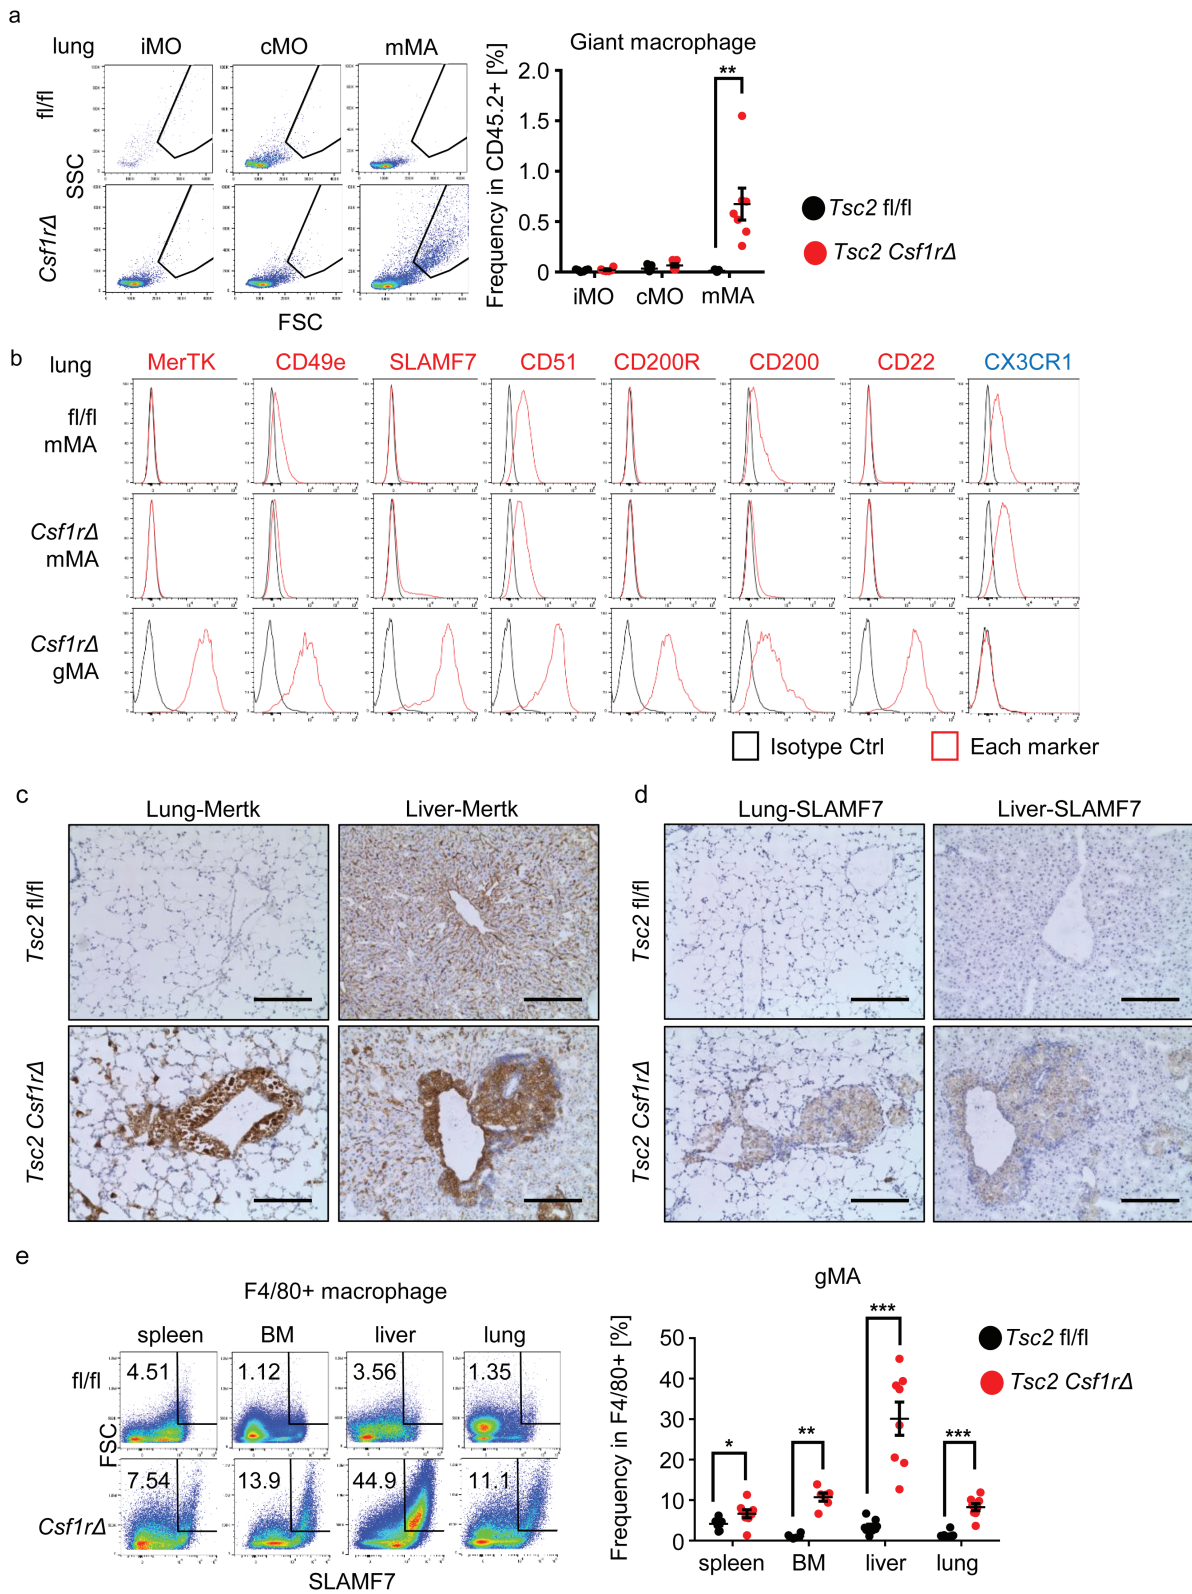 a
lung iMO cMO mMA
fl/fl
Csf1rΔ
SSC
FSC
Giant macrophage
Frequency in CD45.2+ [%]
2.0
1.5
1.0
0.5
0
**
iMO cMO mMA
Tsc2 fl/fl
Tsc2 Csf1rΔ
b
lung MerTK CD49e SLAMF7 CD51 CD200R CD200 CD22 CX3CR1
fl/fl
mMA
Csf1rΔ
mMA
Csf1rΔ
gMA
Isotype Ctrl Each marker
c
Lung-Mertk Liver-Mertk
Tsc2 fl/fl
Tsc2 Csf1rΔ
d
Lung-SLAMF7 Liver-SLAMF7
Tsc2 fl/fl
Tsc2 Csf1rΔ
e
F4/80+ macrophage
spleen BM liver lung
fl/fl
4.51 1.12 3.56 1.35
FSC
Csf1rΔ
7.54 13.9 44.9 11.1
SLAMF7
gMA
Frequency in F4/80+ [%]
50
40
30
20
10
0
* ** *** ***
spleen BM liver lung
Tsc2 fl/fl
Tsc2 Csf1rΔ